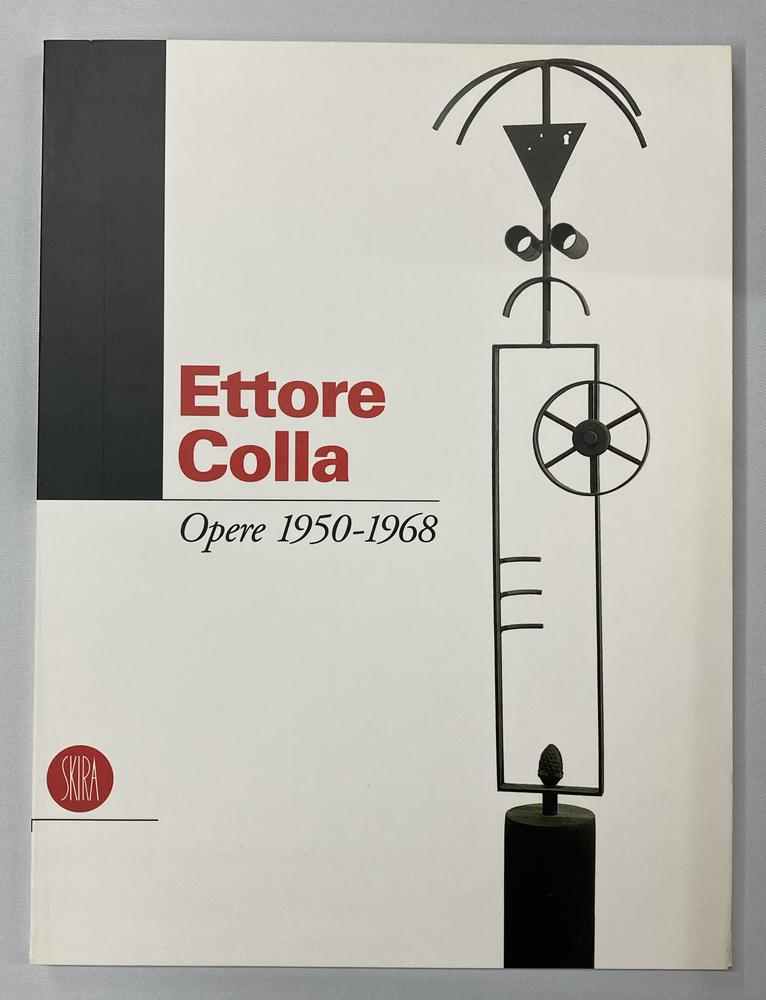 Ettore
Colla
Opere 1950-1968
SKIRA